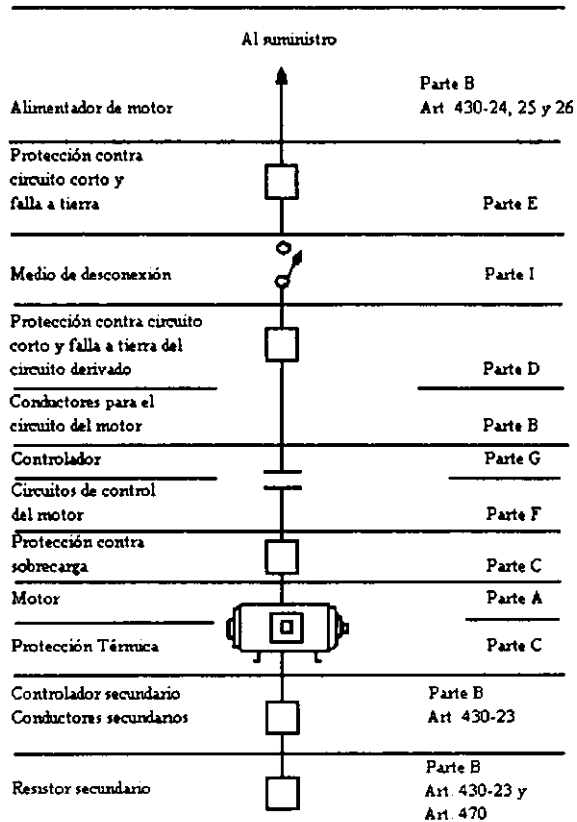 Al suministro
Parte B
Alimentador de motor Art 430-24, 25 y 26
Protección contra
circuito corto y
falla a tierra Parte E
Medio de desconexión Parte I
Protección contra circuito
corto y falla a tierra del
circuito derivado Parte D
Conductores para el
circuito del motor Parte B
Controlador Parte G
Circuitos de control
del motor Parte F
Protección contra
sobrecarga Parte C
Motor Parte A
Protección Térmica Parte C
Controlador secundario Parte B
Conductores secundarios Art 430-23
Parte B
Resistor secundario Art. 430-23 y
Art. 470